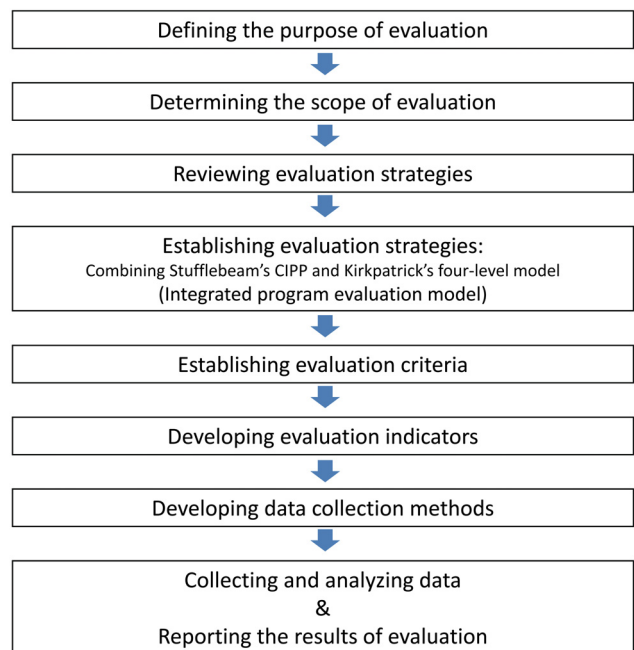 Defining the purpose of evaluation
Determining the scope of evaluation
Reviewing evaluation strategies
Establishing evaluation strategies:
Combining Stufflebeam’s CIPP and Kirkpatrick’s four-level model
(Integrated program evaluation model)
Establishing evaluation criteria
Developing evaluation indicators
Developing data collection methods
Collecting and analyzing data
&
Reporting the results of evaluation